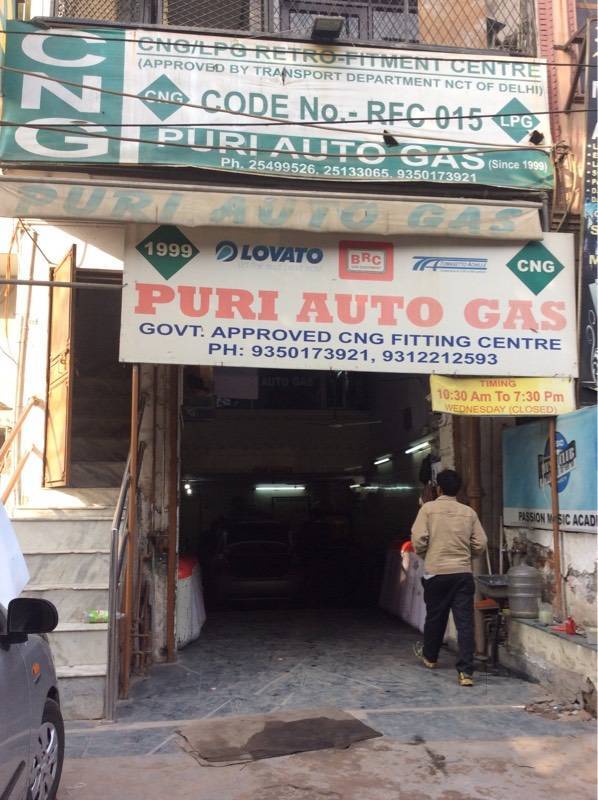 CNG
CNG/LPG RETRO-FITMENT CENTRE
(APPROVED BY TRANSPORT DEPARTMENT NCT OF DELHI)
CNG CODE No.- RFC 015 LPG
PURI AUTO GAS (Since 1999)
Ph. 25499526, 25133065, 9350173921
PURI AUTO GAS
1999 LOVATO BRC CNG
PURI AUTO GAS
GOVT. APPROVED CNG FITTING CENTRE
PH: 9350173921, 9312212593
AUTO GAS
TIMING
10:30 Am To 7:30 Pm
WEDNESDAY (CLOSED)
PASSION MUSIC ACAD